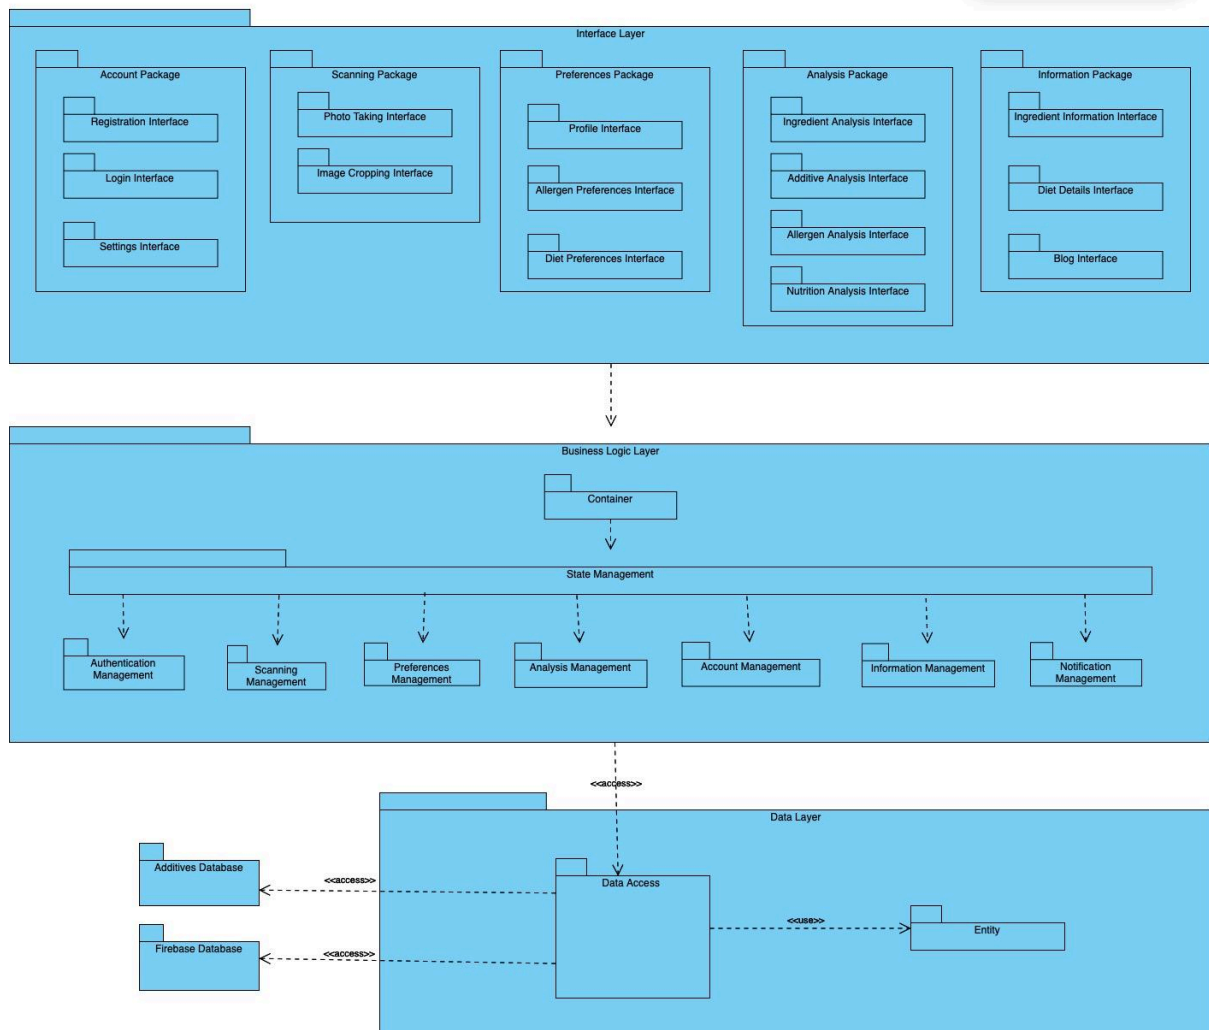 Interface Layer
Account Package
Scanning Package
Preferences Package
Analysis Package
Information Package
Registration Interface
Login Interface
Settings Interface
Photo Taking Interface
Image Cropping Interface
Profile Interface
Allergen Preferences Interface
Diet Preferences Interface
Ingredient Analysis Interface
Additive Analysis Interface
Allergen Analysis Interface
Nutrition Analysis Interface
Ingredient Information Interface
Diet Details Interface
Blog Interface
Business Logic Layer
Container
State Management
Authentication
Management
Scanning
Management
Preferences
Management
Analysis Management
Account Management
Information Management
Notification
Management
<<access>>
Data Layer
Additives Database
<<access>>
Data Access
Firebase Database
<<access>>
<<use>>
Entity